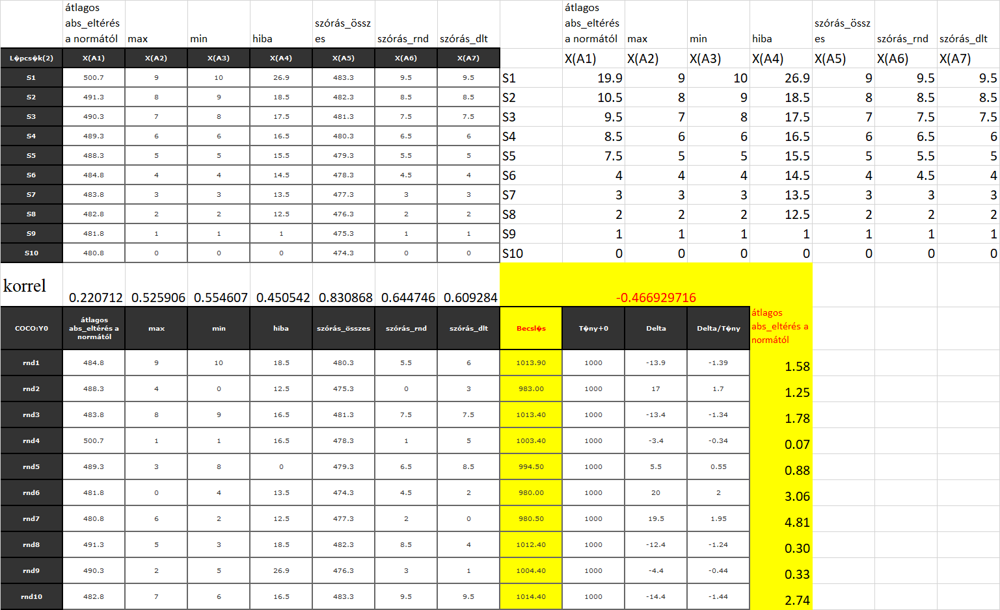 átlagos abs_eltérés a normától max min hiba szórás_össz es szórás_rnd szórás_dlt átlagos abs_eltérés a normától max min hiba szórás_össz es szórás_rnd szórás_dlt
L�pcs�k(2) X(A1) X(A2) X(A3) X(A4) X(A5) X(A6) X(A7) X(A1) X(A2) X(A3) X(A4) X(A5) X(A6) X(A7)
S1 500.7 9 10 26.9 483.3 9.5 9.5 S1 19.9 9 10 26.9 9 9.5 9.5
S2 491.3 8 9 18.5 482.3 8.5 8.5 S2 10.5 8 9 18.5 8 8.5 8.5
S3 490.3 7 8 17.5 481.3 7.5 7.5 S3 9.5 7 8 17.5 7 7.5 7.5
S4 489.3 6 6 16.5 480.3 6.5 6 S4 8.5 6 6 16.5 6 6.5 6
S5 488.3 5 5 15.5 479.3 5.5 5 S5 7.5 5 5 15.5 5 5.5 5
S6 484.8 4 4 14.5 478.3 4.5 4 S6 4 4 4 14.5 4 4.5 4
S7 483.8 3 3 13.5 477.3 3 3 S7 3 3 3 13.5 3 3 3
S8 482.8 2 2 12.5 476.3 2 2 S8 2 2 2 12.5 2 2 2
S9 481.8 1 1 1 475.3 1 1 S9 1 1 1 1 1 1 1
S10 480.8 0 0 0 474.3 0 0 S10 0 0 0 0 0 0 0
korrel 0.220712 0.525906 0.554607 0.450542 0.830868 0.644746 0.609284 -0.466929716
COCO:Y0 átlagos abs_eltérés a normától max min hiba szórás_összes szórás_rnd szórás_dlt Becsl�s T�ny+0 Delta Delta/T�ny átlagos abs_eltérés a normától
rnd1 484.8 9 10 18.5 480.3 5.5 6 1013.90 1000 -13.9 -1.39 1.58
rnd2 488.3 4 0 12.5 475.3 0 3 983.00 1000 17 1.7 1.25
rnd3 483.8 8 9 16.5 481.3 7.5 7.5 1013.40 1000 -13.4 -1.34 1.78
rnd4 500.7 1 1 16.5 478.3 1 5 1003.40 1000 -3.4 -0.34 0.07
rnd5 489.3 3 8 0 479.3 6.5 8.5 994.50 1000 5.5 0.55 0.88
rnd6 481.8 0 4 13.5 474.3 4.5 2 980.00 1000 20 2 3.06
rnd7 480.8 6 2 12.5 477.3 2 0 980.50 1000 19.5 1.95 4.81
rnd8 491.3 5 3 18.5 482.3 8.5 4 1012.40 1000 -12.4 -1.24 0.30
rnd9 490.3 2 5 26.9 476.3 3 1 1004.40 1000 -4.4 -0.44 0.33
rnd10 482.8 7 6 16.5 483.3 9.5 9.5 1014.40 1000 -14.4 -1.44 2.74